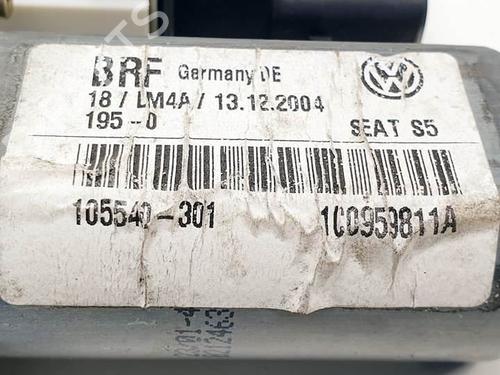 BRF Germany DE
18 / LM4A / 13.12.2004
195-0 SEAT S5
105540-301 1C0959811A